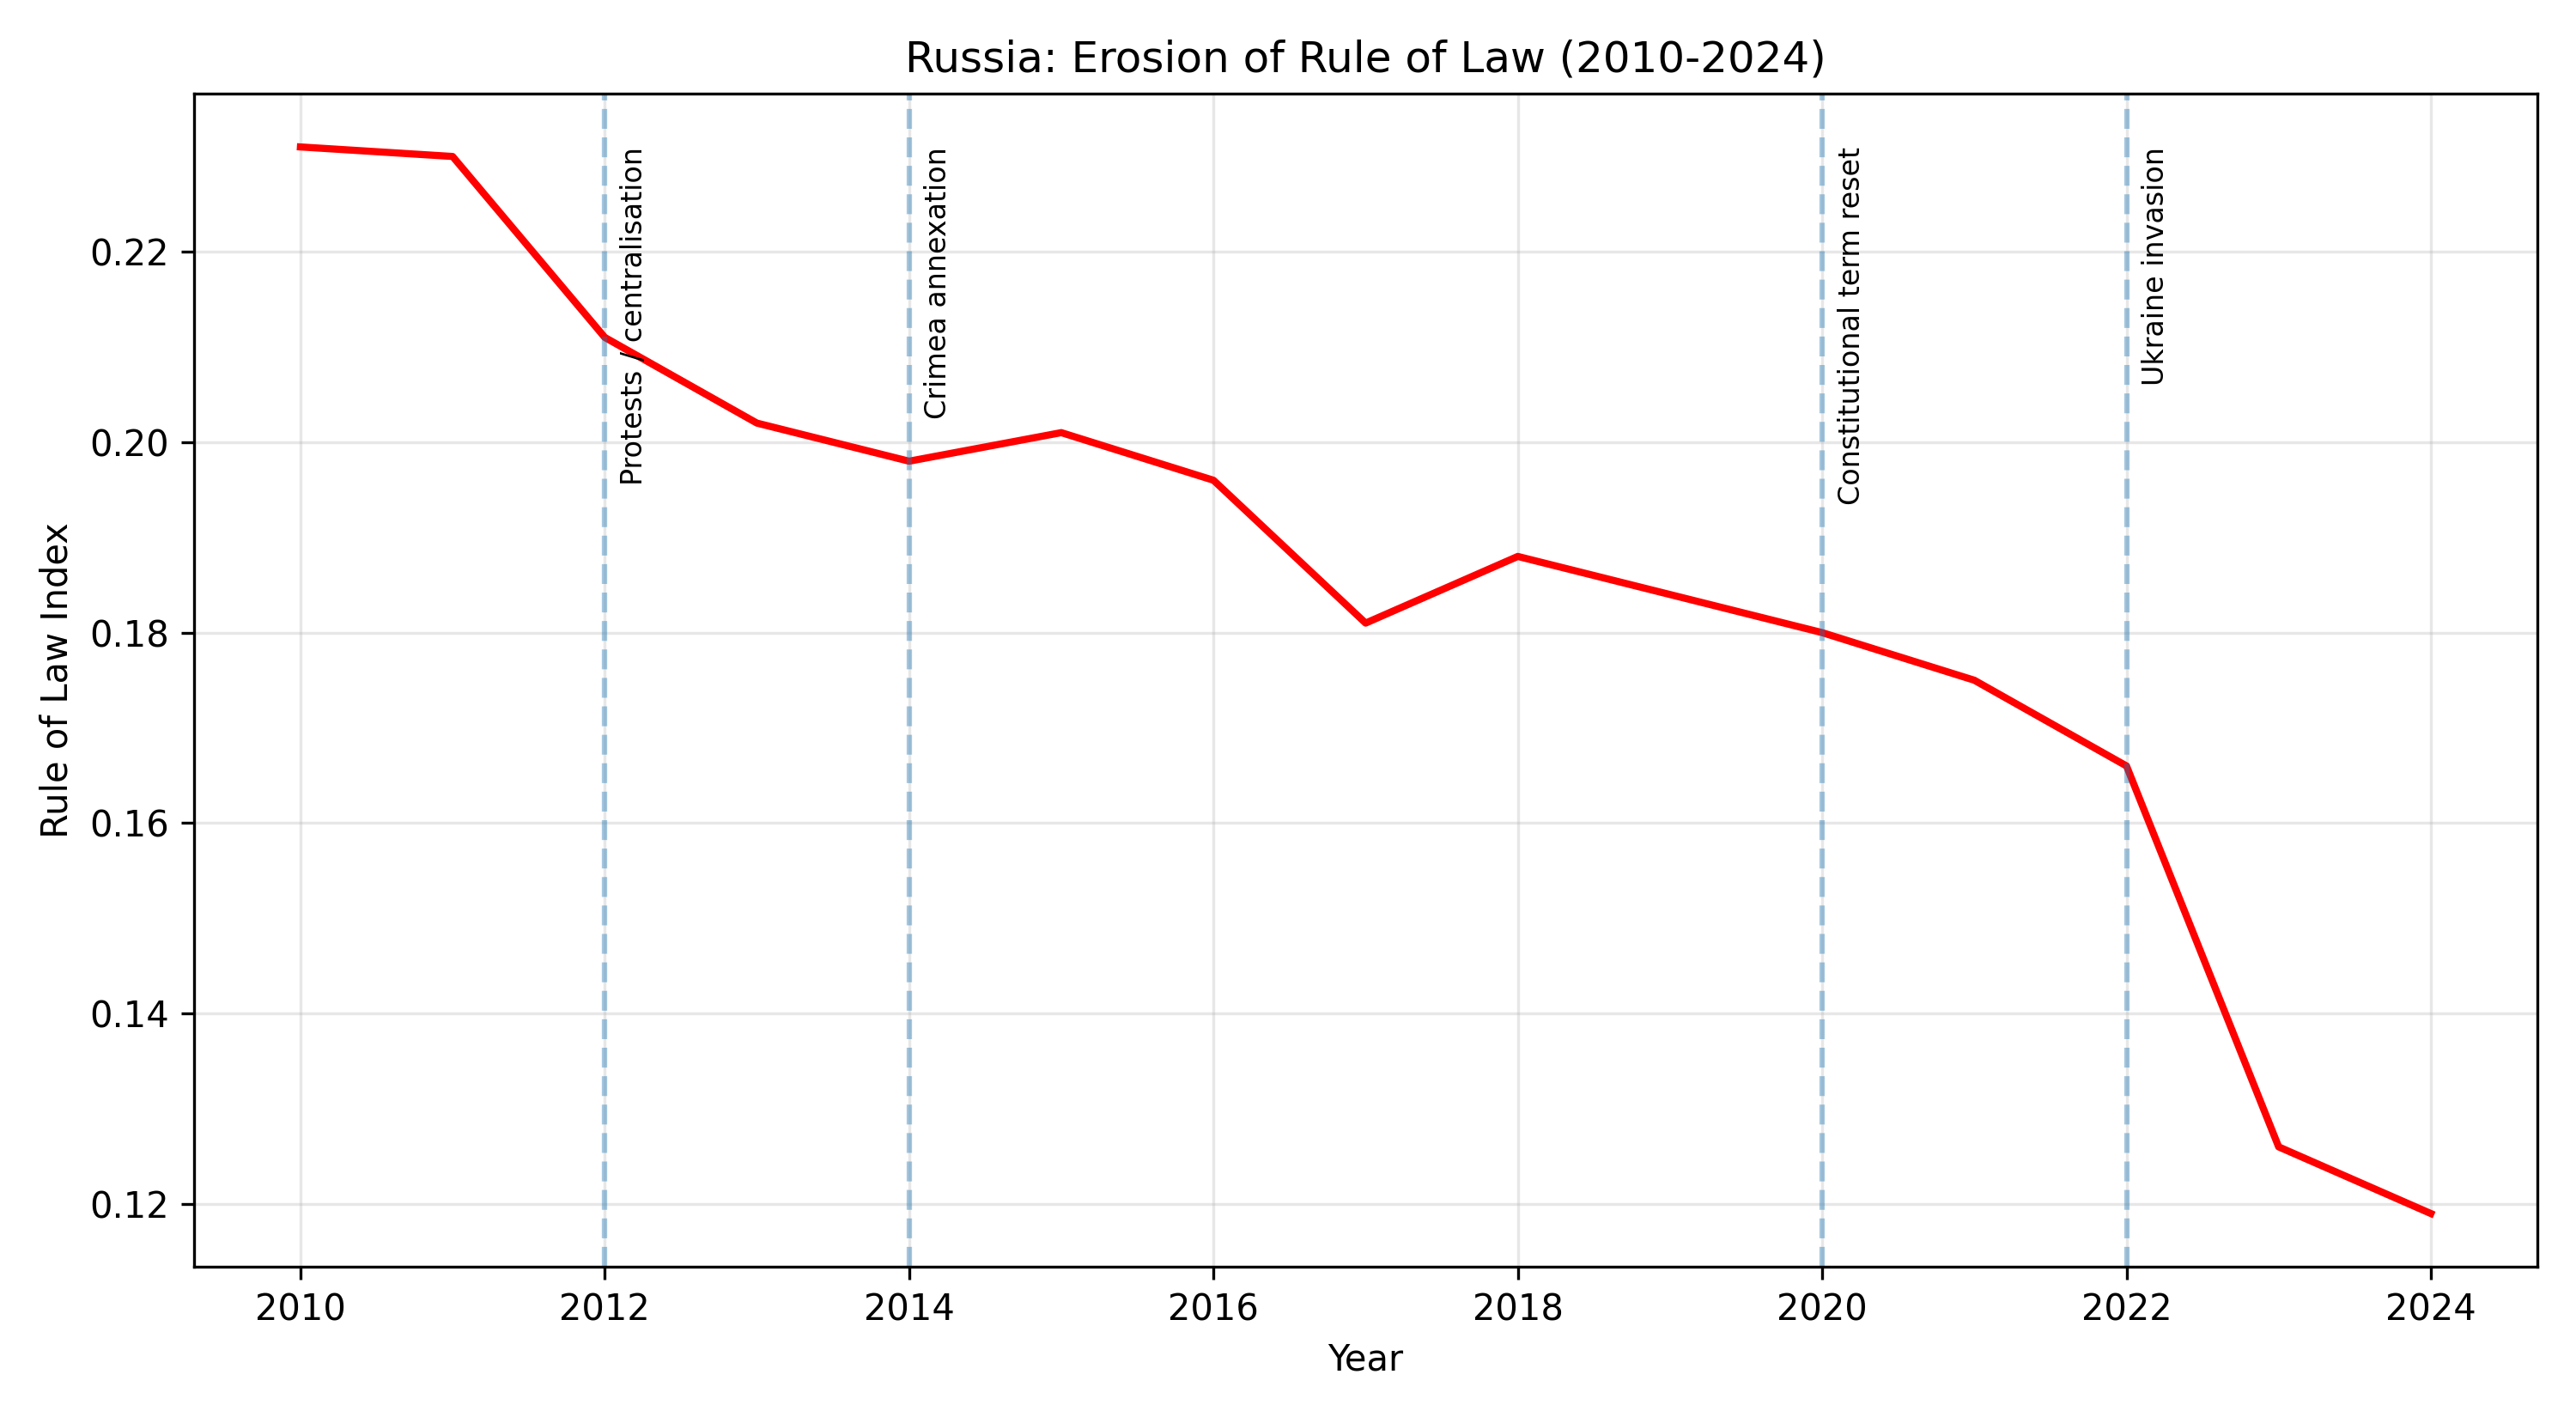 Russia: Erosion of Rule of Law (2010-2024)
Rule of Law Index
0.22
0.20
0.18
0.16
0.14
0.12
Protests / centralisation
Crimea annexation
Constitutional term reset
Ukraine invasion
2010
2012
2014
2016
2018
2020
2022
2024
Year